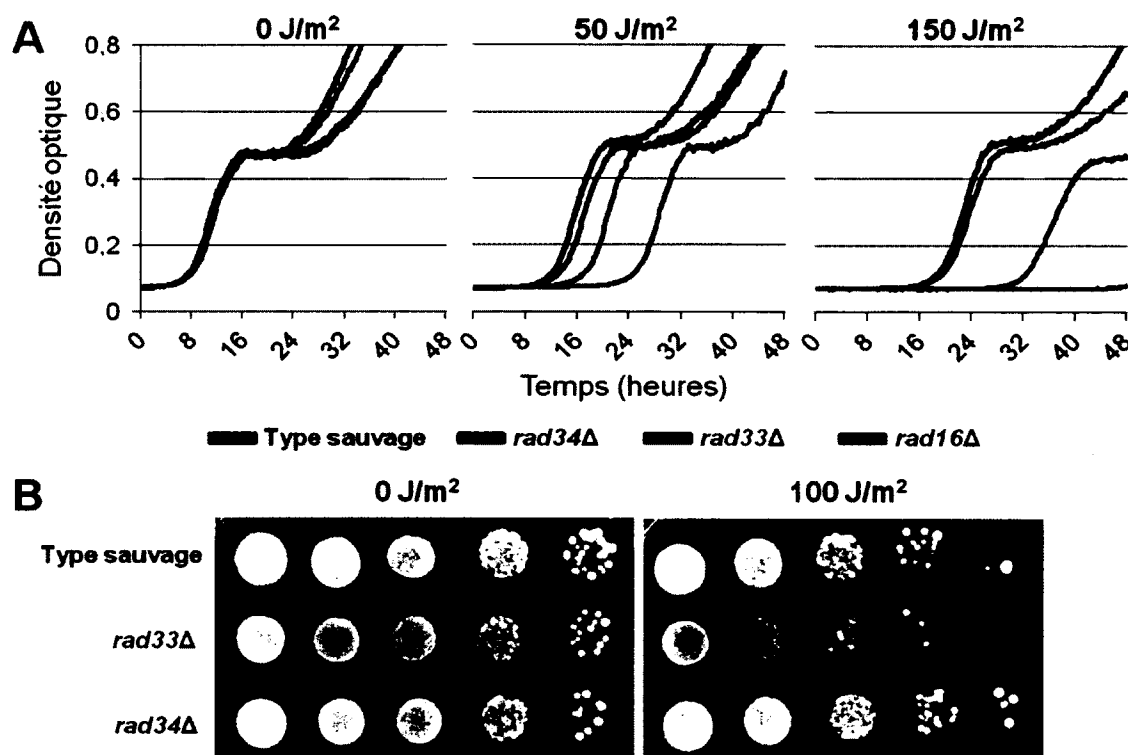 A
0 J/m²
50 J/m²
150 J/m²
Densité optique
0.8
0.6
0.4
0.2
0
0 8 16 24 32 40 48
0 8 16 24 32 40 48
0 8 16 24 32 40 48
Temps (heures)
Type sauvage rad34Δ rad33Δ rad16Δ
B
0 J/m²
100 J/m²
Type sauvage
rad33Δ
rad34Δ